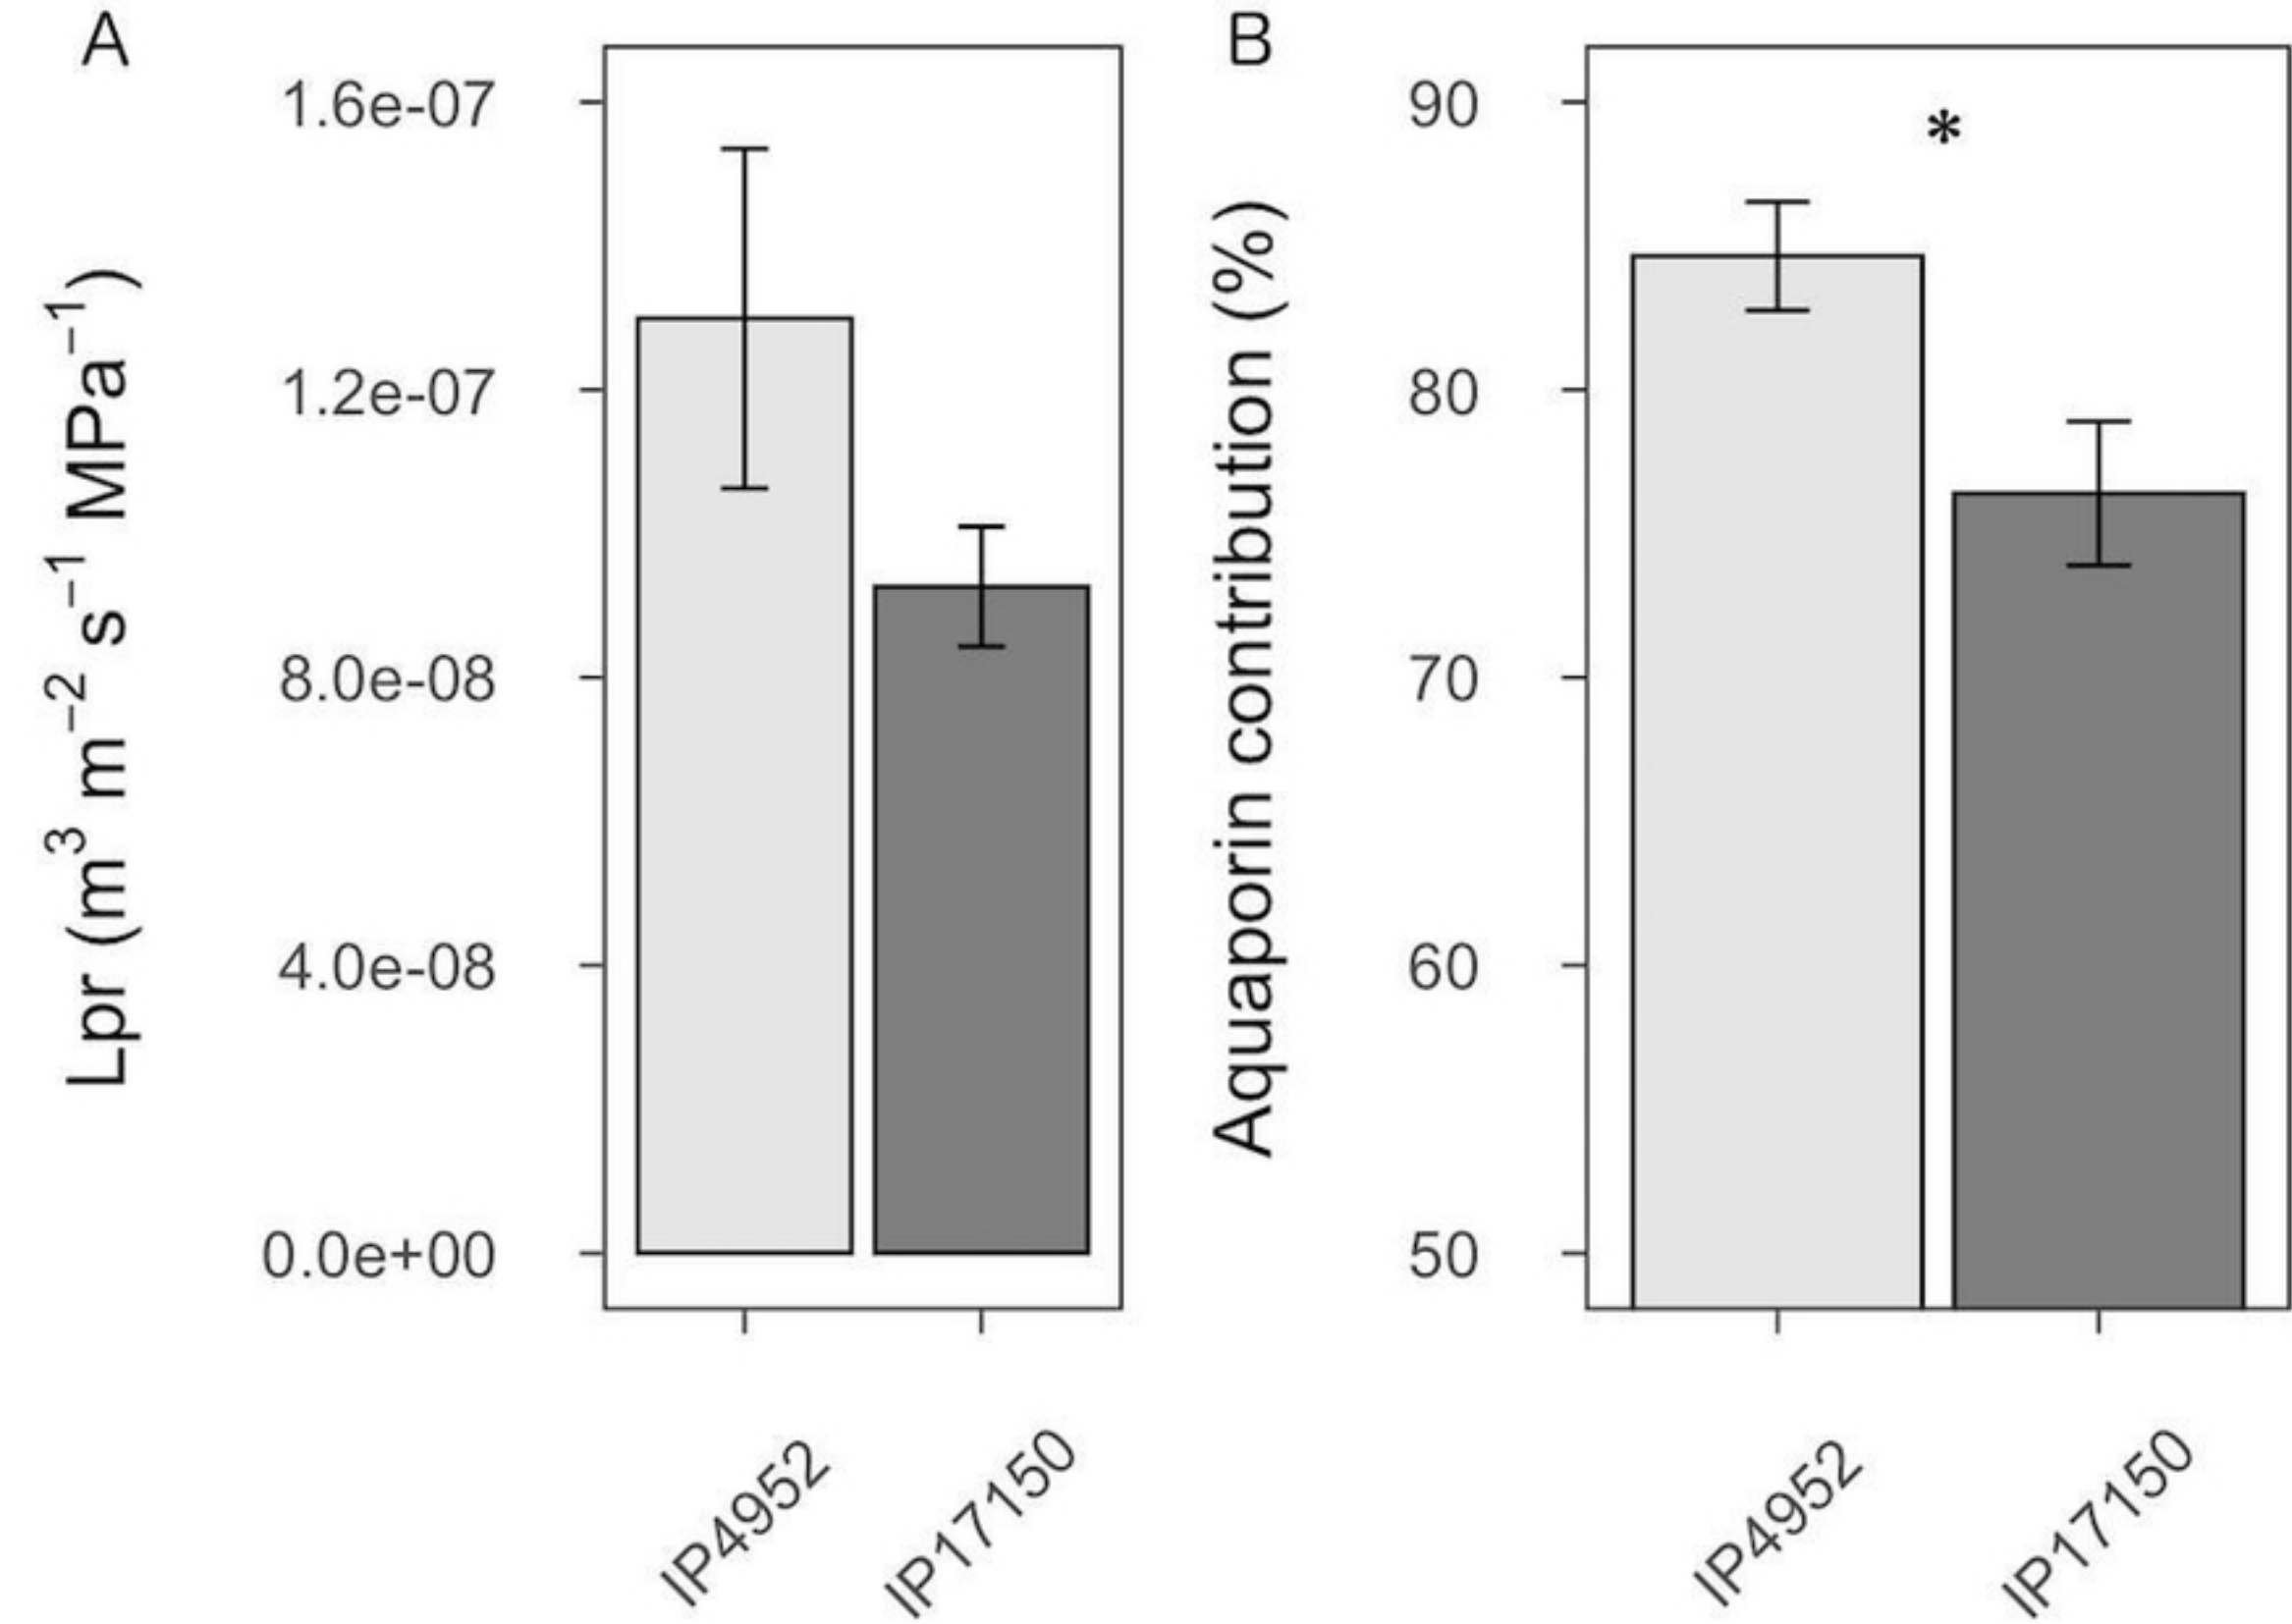 A
Lpr (m³ m⁻² s⁻¹ MPa⁻¹)
1.6e-07
1.2e-07
8.0e-08
4.0e-08
0.0e+00
IP4952
IP17150
B
Aquaporin contribution (%)
90
80
70
60
50
*
IP4952
IP17150